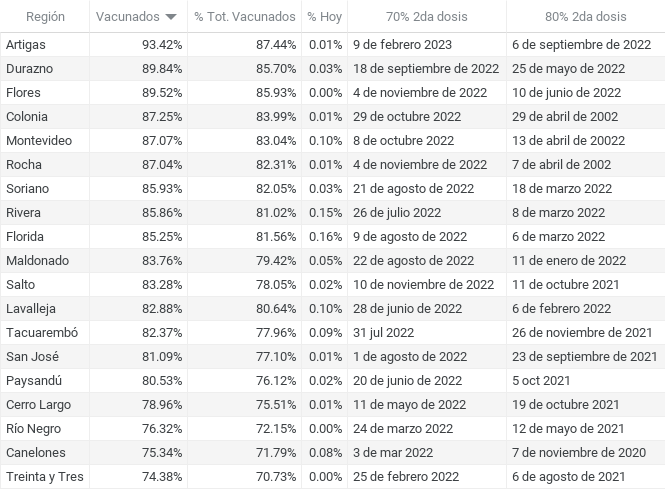 Región Vacunados % Tot. Vacunados % Hoy 70% 2da dosis 80% 2da dosis
Artigas 93.42% 87.44% 0.01% 9 de febrero 2023 6 de septiembre de 2022
Durazno 89.84% 85.70% 0.03% 18 de septiembre de 2022 25 de mayo de 2022
Flores 89.52% 85.93% 0.00% 4 de noviembre de 2022 10 de junio de 2022
Colonia 87.25% 83.99% 0.01% 29 de octubre 2022 29 de abril de 2002
Montevideo 87.07% 83.04% 0.10% 8 de octubre 2022 13 de abril de 20022
Rocha 87.04% 82.31% 0.01% 4 de noviembre de 2022 7 de abril de 2002
Soriano 85.93% 82.05% 0.03% 21 de agosto de 2022 18 de marzo 2022
Rivera 85.86% 81.02% 0.15% 26 de julio 2022 8 de marzo 2022
Florida 85.25% 81.56% 0.16% 9 de agosto de 2022 6 de marzo 2022
Maldonado 83.76% 79.42% 0.05% 22 de agosto de 2022 11 de enero de 2022
Salto 83.28% 78.05% 0.02% 10 de noviembre de 2022 11 de octubre 2021
Lavalleja 82.88% 80.64% 0.10% 28 de junio de 2022 6 de febrero 2022
Tacuarembó 82.37% 77.96% 0.09% 31 jul 2022 26 de noviembre de 2021
San José 81.09% 77.10% 0.01% 1 de agosto de 2022 23 de septiembre de 2021
Paysandú 80.53% 76.12% 0.02% 20 de junio de 2022 5 oct 2021
Cerro Largo 78.96% 75.51% 0.01% 11 de mayo de 2022 19 de octubre 2021
Río Negro 76.32% 72.15% 0.00% 24 de marzo 2022 12 de mayo de 2021
Canelones 75.34% 71.79% 0.08% 3 de mar 2022 7 de noviembre de 2020
Treinta y Tres 74.38% 70.73% 0.00% 25 de febrero 2022 6 de agosto de 2021